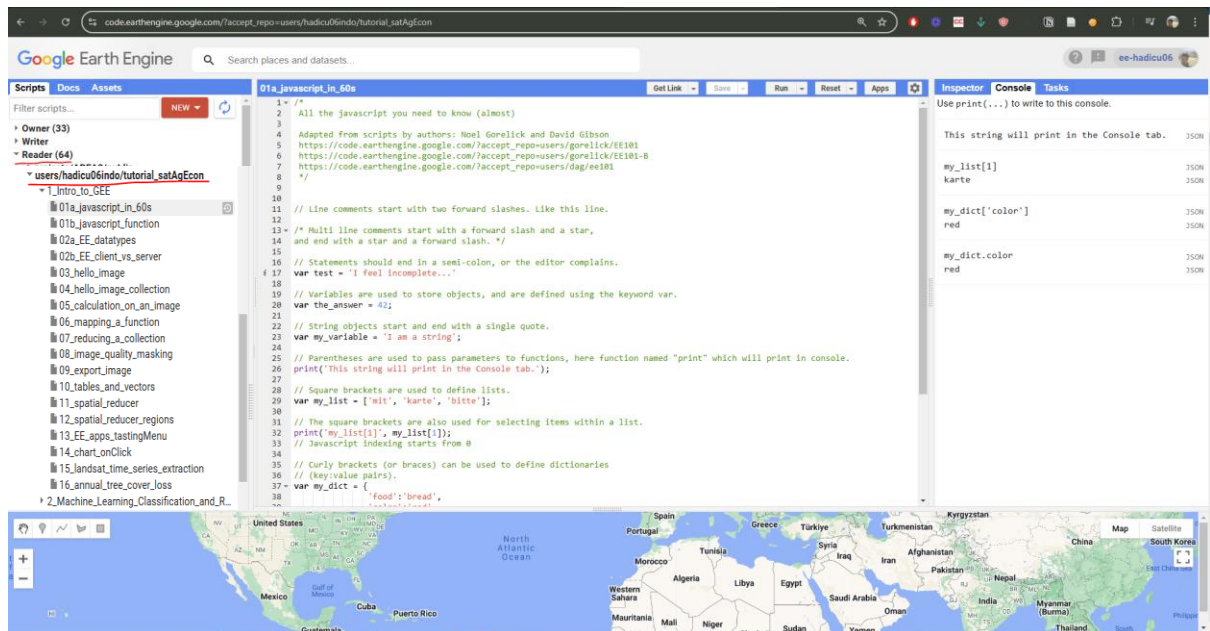 code.earthengine.google.com/?accept_repo=users/hadicu06indo/tutorial_satAgEcon
Google Earth Engine
Search places and datasets...
ee-hadicu06
Scripts Docs Assets
Filter scripts...
NEW
Owner (33)
Writer
Reader (64)
users/hadicu06indo/tutorial_satAgEcon
1_Intro_to_GEE
01a_javascript_in_60s
01b_javascript_function
02a_EE_datatypes
02b_EE_client_vs_server
03_hello_image
04_hello_image_collection
05_calculation_on_an_image
06_mapping_a_function
07_reducing_a_collection
08_image_quality_masking
09_export_image
10_tables_and_vectors
11_spatial_reducer
12_spatial_reducer_regions
13_EE_apps_tastingMenu
14_chart_onClick
15_landsat_time_series_extraction
16_annual_tree_cover_loss
2_Machine_Learning_Classification_and_R...
01a_javascript_in_60s
Get Link Save Run Reset Apps
1 /*
2 All the javascript you need to know (almost)
3
4 Adapted from scripts by authors: Noel Gorelick and David Gibson
5 https://code.earthengine.google.com/?accept_repo=users/gorelick/EE101
6 https://code.earthengine.google.com/?accept_repo=users/gorelick/EE101-B
7 https://code.earthengine.google.com/?accept_repo=users/dag/ee101
8 */
9
10
11 // Line comments start with two forward slashes. Like this line.
12
13 /* Multi line comments start with a forward slash and a star,
14 and end with a star and a forward slash. */
15
16 // Statements should end in a semi-colon, or the editor complains.
i 17 var test = 'I feel incomplete...'
18
19 // Variables are used to store objects, and are defined using the keyword var.
20 var the_answer = 42;
21
22 // String objects start and end with a single quote.
23 var my_variable = 'I am a string';
24
25 // Parentheses are used to pass parameters to functions, here function named "print" which will print in console.
26 print('This string will print in the Console tab.');
27
28 // Square brackets are used to define lists.
29 var my_list = ['mit', 'karte', 'bitte'];
30
31 // The square brackets are also used for selecting items within a list.
32 print('my_list[1]', my_list[1]);
33 // Javascript indexing starts from 0
34
35 // Curly brackets (or braces) can be used to define dictionaries
36 // (key:value pairs).
37 var my_dict = {
38 'food':'bread',
Inspector Console Tasks
Use print(...) to write to this console.
This string will print in the Console tab. JSON
my_list[1] JSON
karte JSON
my_dict['color'] JSON
red JSON
my_dict.color JSON
red JSON
Map Satellite
United States
North
Atlantic
Ocean
Gulf of
Mexico
Mexico
Cuba
Puerto Rico
Guatemala
Spain
Portugal
Greece
Türkiye
Turkmenistan
Kyrgyzstan
China
South Korea
Tunisia
Syria
Iraq
Iran
Afghanistan
Morocco
Pakistan
Nepal
East China Sea
Algeria
Libya
Egypt
Western
Sahara
Saudi Arabia
India
Myanmar
(Burma)
Oman
Mauritania
Mali
Niger
Sudan
Yemen
Thailand